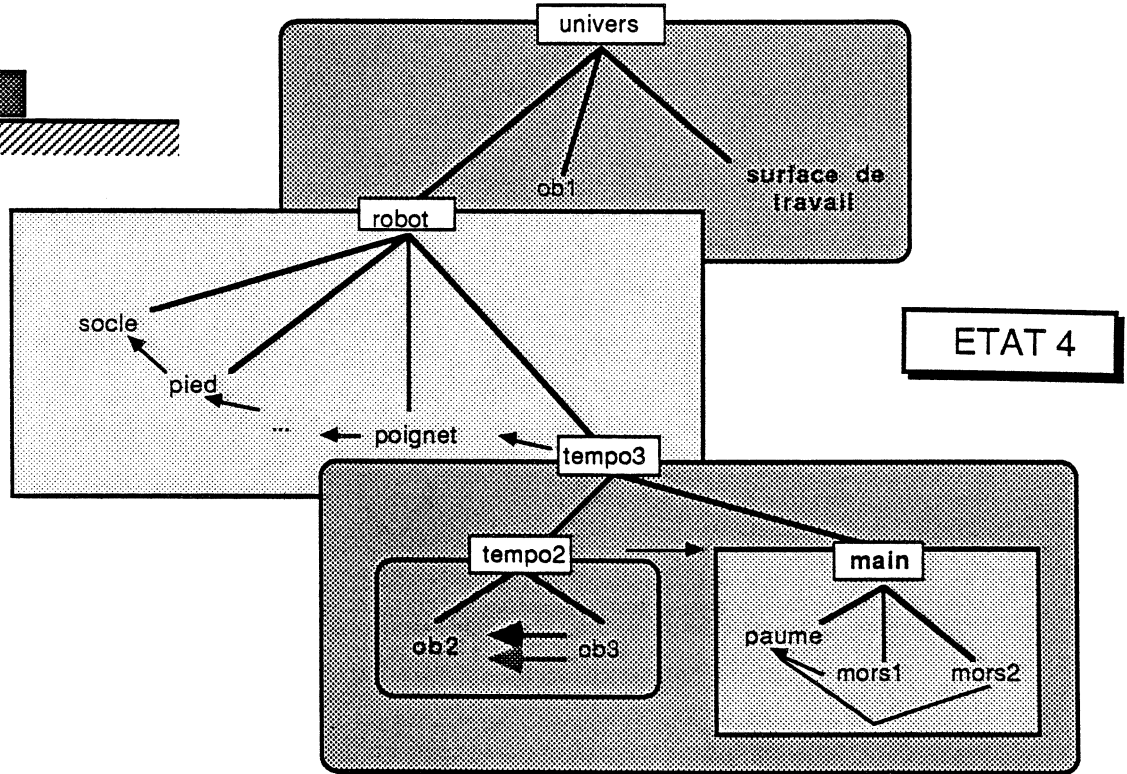 univers
ob1
surface de
travail
robot
socle
pied
...
poignet
ETAT 4
tempo3
tempo2
main
ob2
ob3
paume
mors1
mors2